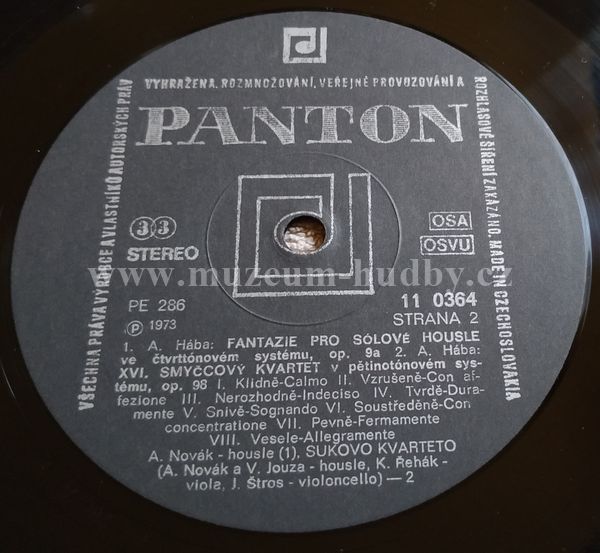 VYHRAŽENA. ROZMNOŽOVÁNÍ, VEŘEJNÉ PROVOZOVÁNÍ A
PANTON
VŠECHNA PRÁVA VÝROBCE A VLASTNÍKŮ AUTORSKÝCH PRÁV
ROZHLASOVÉ ŠÍŘENÍ ZAKÁZÁNO. MADE IN CZECHOSLOVAKIA
33
STEREO
OSA
OSVU
www.muzeum-hudby.cz
PE 286
11 0364
Ⓟ 1973
STRANA 2
1. A. Hába: FANTAZIE PRO SÓLOVÉ HOUSLE
ve čtvrttónovém systému, op. 9a 2. A. Hába:
XVI. SMYČCOVÝ KVARTET v pětinotónovém sys-
tému, op. 98 I. Klidně-Calmo II. Vzrušeně-Con af-
fezione III. Nerozhodně-Indeciso IV. Tvrdě-Dura-
mente V. Snivě-Sognando VI. Soustředěně-Con
concentratione VII. Pevně-Fermamente
VIII. Vesele-Allegramente
A. Novák - housle (1), SUKOVO KVARTETO
(A. Novák a V. Jouza - housle, K. Řehák -
viola, J. Štros - violoncello) — 2